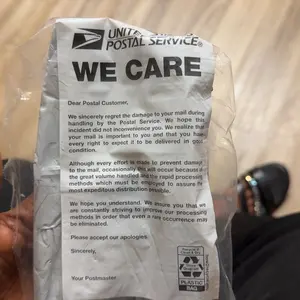 UNITED STATES
POSTAL SERVICE®
WE CARE
Dear Postal Customer,
We sincerely regret the damage to your mail during
handling by the Postal Service. We hope this
incident did not inconvenience you. We realize that
your mail is important to you and that you have
every right to expect it to be delivered in good
condition.
Although every effort is made to prevent damage
to the mail, occasionally this will occur because of
the great volume handled and the rapid processing
methods which must be employed to assure the
most expeditious distribution possible.
We hope you understand. We assure you that we
are constantly striving to improve our processing
methods in order that even a rare occurrence may
be eliminated.
Please accept our apologies.
Sincerely,
Your Postmaster
PLASTIC
BAG